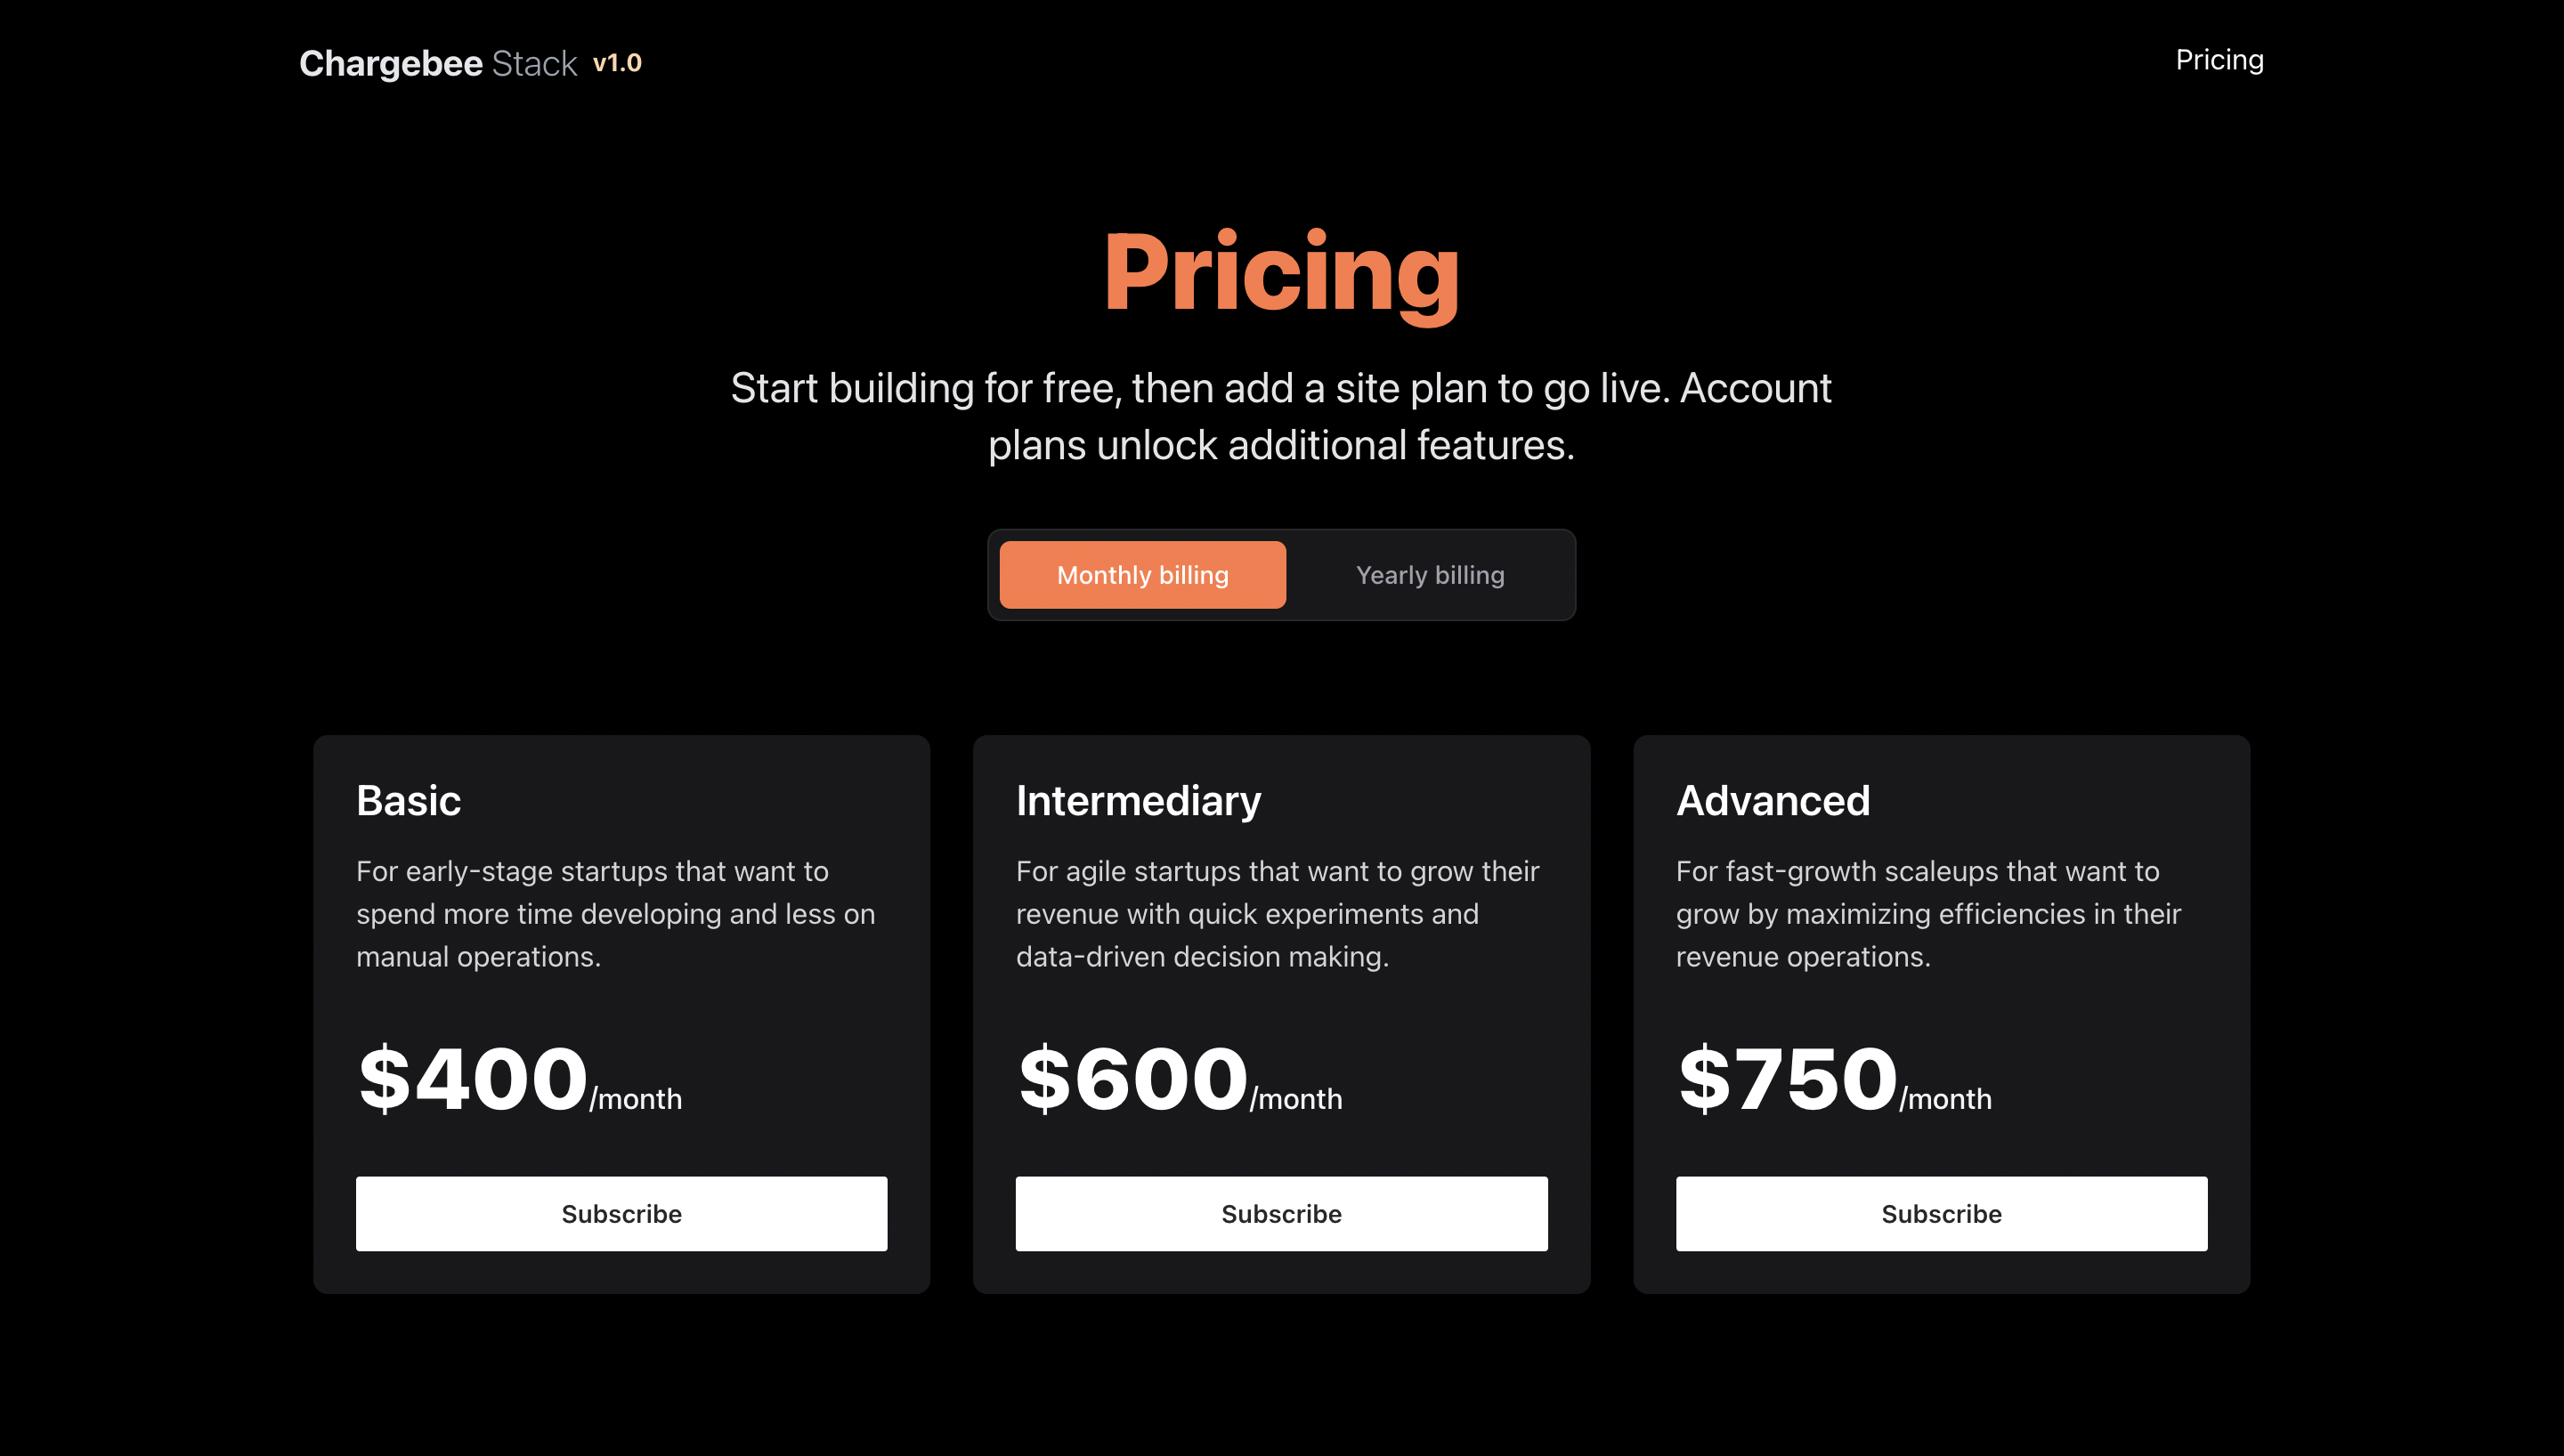 Chargebee Stack v1.0
Pricing
Pricing
Start building for free, then add a site plan to go live. Account
plans unlock additional features.
Monthly billing
Yearly billing
Basic
For early-stage startups that want to
spend more time developing and less on
manual operations.
$400/month
Subscribe
Intermediary
For agile startups that want to grow their
revenue with quick experiments and
data-driven decision making.
$600/month
Subscribe
Advanced
For fast-growth scaleups that want to
grow by maximizing efficiencies in their
revenue operations.
$750/month
Subscribe